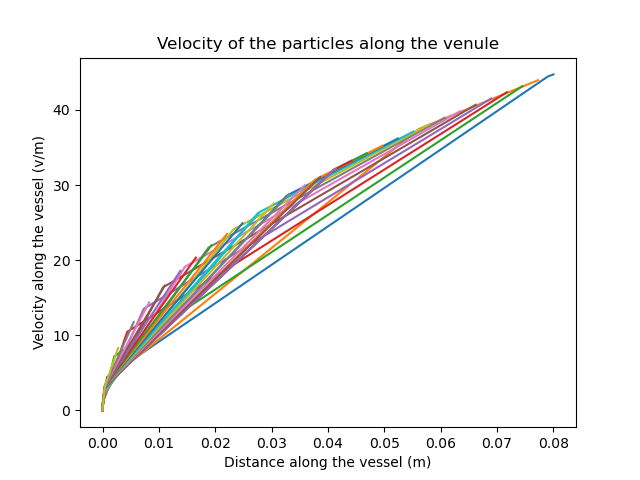 Velocity of the particles along the venule
Velocity along the vessel (v/m)
40
30
20
10
0
0.00 0.01 0.02 0.03 0.04 0.05 0.06 0.07 0.08
Distance along the vessel (m)